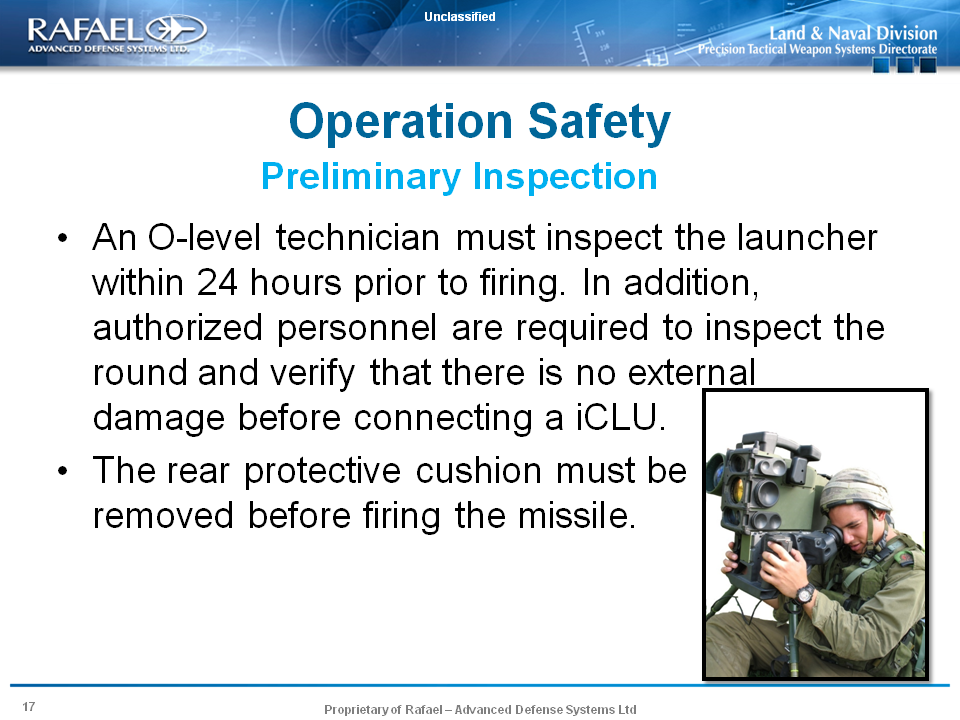 Unclassified
RAFAEL
ADVANCED DEFENSE SYSTEMS LTD.
Land & Naval Division
Precision Tactical Weapon Systems Directorate
Operation Safety
Preliminary Inspection
• An O-level technician must inspect the launcher
within 24 hours prior to firing. In addition,
authorized personnel are required to inspect the
round and verify that there is no external
damage before connecting a iCLU.
• The rear protective cushion must be
removed before firing the missile.
17
Proprietary of Rafael – Advanced Defense Systems Ltd